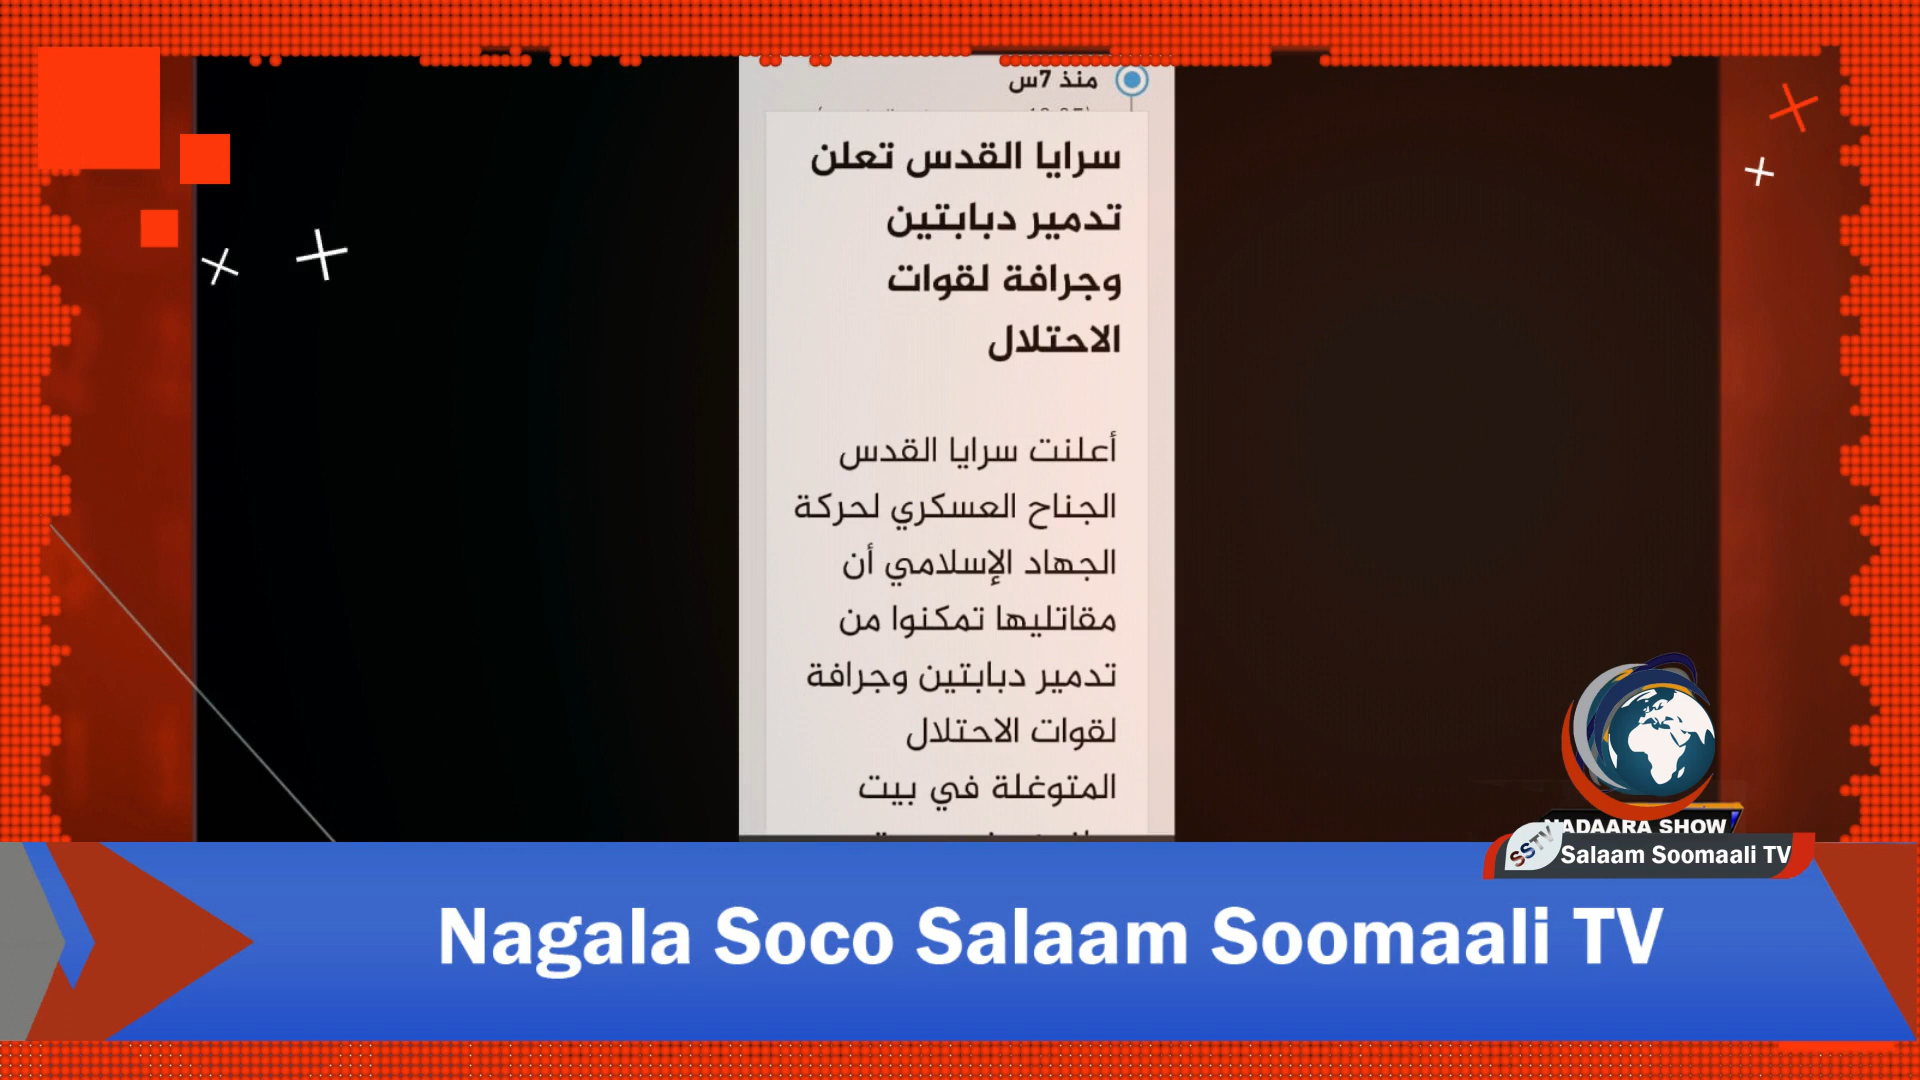 منذ 7س
سرايا القدس تعلن
تدمير دبابتين
وجرافة لقوات
الاحتلال
أعلنت سرايا القدس
الجناح العسكري لحركة
الجهاد الإسلامي أن
مقاتليها تمكنوا من
تدمير دبابتين وجرافة
لقوات الاحتلال
المتوغلة في بيت
NADAARA SHOW
SSTV
Salaam Soomaali TV
Nagala Soco Salaam Soomaali TV